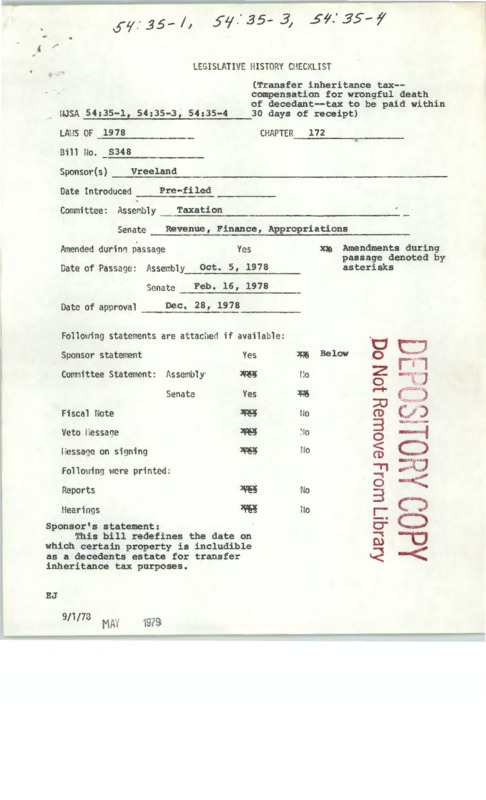 54:35-1, 54:35-3, 54:35-4
LEGISLATIVE HISTORY CHECKLIST
(Transfer inheritance tax--
compensation for wrongful death
of decedant--tax to be paid within
NJSA 54:35-1, 54:35-3, 54:35-4 30 days of receipt)
LAWS OF 1978 CHAPTER 172
Bill No. S348
Sponsor(s) Vreeland
Date Introduced Pre-filed
Committee: Assembly Taxation
Senate Revenue, Finance, Appropriations
Amended during passage Yes Amendments during
passage denoted by
Date of Passage: Assembly Oct. 5, 1978 asterisks
Senate Feb. 16, 1978
Date of approval Dec. 28, 1978
Following statements are attached if available:
Sponsor statement Yes Below
Committee Statement: Assembly No
Senate Yes
Fiscal Note No
Veto Message No
Message on signing No
Following were printed:
Reports No
Hearings No
Sponsor's statement:
This bill redefines the date on
which certain property is includible
as a decedents estate for transfer
inheritance tax purposes.
EJ
9/1/78
MAY 1979
DEPOSITORY COPY
Do Not Remove From Library